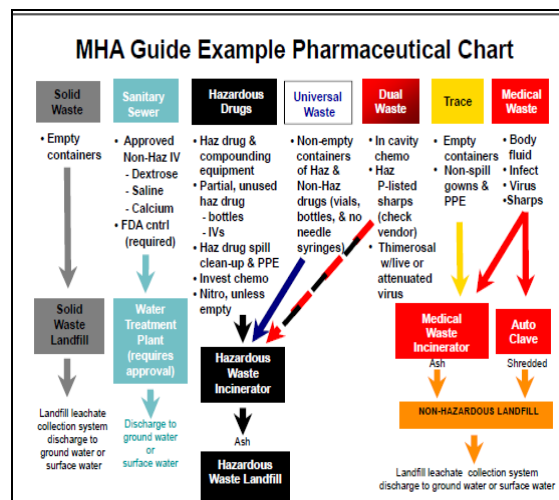 MHA Guide Example Pharmaceutical Chart
Solid
Waste
• Empty
containers
Solid
Waste
Landfill
Landfill leachate
collection system
discharge to
ground water or
surface water
Sanitary
Sewer
• Approved
Non-Haz IV
- Dextrose
- Saline
- Calcium
• FDA cntrl
(required)
Water
Treatment
Plant
(requires
approval)
Discharge to
ground water
or
surface water
Hazardous
Drugs
• Haz drug &
compounding
equipment
• Partial, unused
haz drug
- bottles
- IVs
• Haz drug spill
clean-up & PPE
• Invest chemo
• Nitro, unless
empty
Hazardous
Waste
Incinerator
Ash
Hazardous
Waste Landfill
Universal
Waste
• Non-empty
containers
of Haz &
Non-Haz
drugs (vials,
bottles, & no
needle
syringes)
Dual
Waste
• In cavity
chemo
• Haz
P-listed
sharps
(check
vendor)
• Thimerosal
w/live or
attenuated
virus
Trace
• Empty
containers
• Non-spill
gowns &
PPE
Medical
Waste
• Body
fluid
• Infect
• Virus
•Sharps
Medical
Waste
Incinerator
Ash
Auto
Clave
Shredded
NON-HAZARDOUS LANDFILL
Landfill leachate collection system
discharge to ground water or surface water